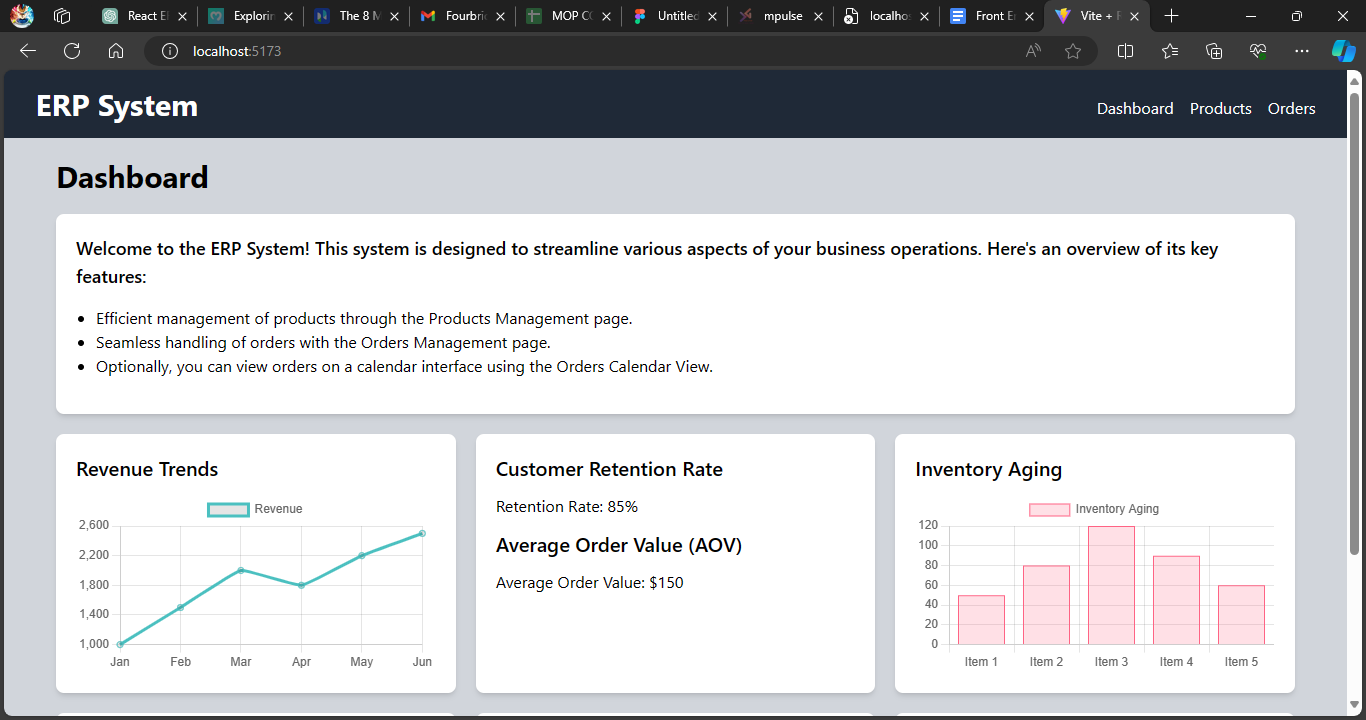 React El
Explorin
The 8 M
Fourbri
MOP C
Untitled
mpulse
localhos
Front E
Vite +
localhost:5173
ERP System
Dashboard Products Orders
Dashboard
Welcome to the ERP System! This system is designed to streamline various aspects of your business operations. Here's an overview of its key
features:
Efficient management of products through the Products Management page.
Seamless handling of orders with the Orders Management page.
Optionally, you can view orders on a calendar interface using the Orders Calendar View.
Revenue Trends
Revenue
2,600
2,200
1,800
1,400
1,000
Jan Feb Mar Apr May Jun
Customer Retention Rate
Retention Rate: 85%
Average Order Value (AOV)
Average Order Value: $150
Inventory Aging
Inventory Aging
120
100
80
60
40
20
0
Item 1 Item 2 Item 3 Item 4 Item 5